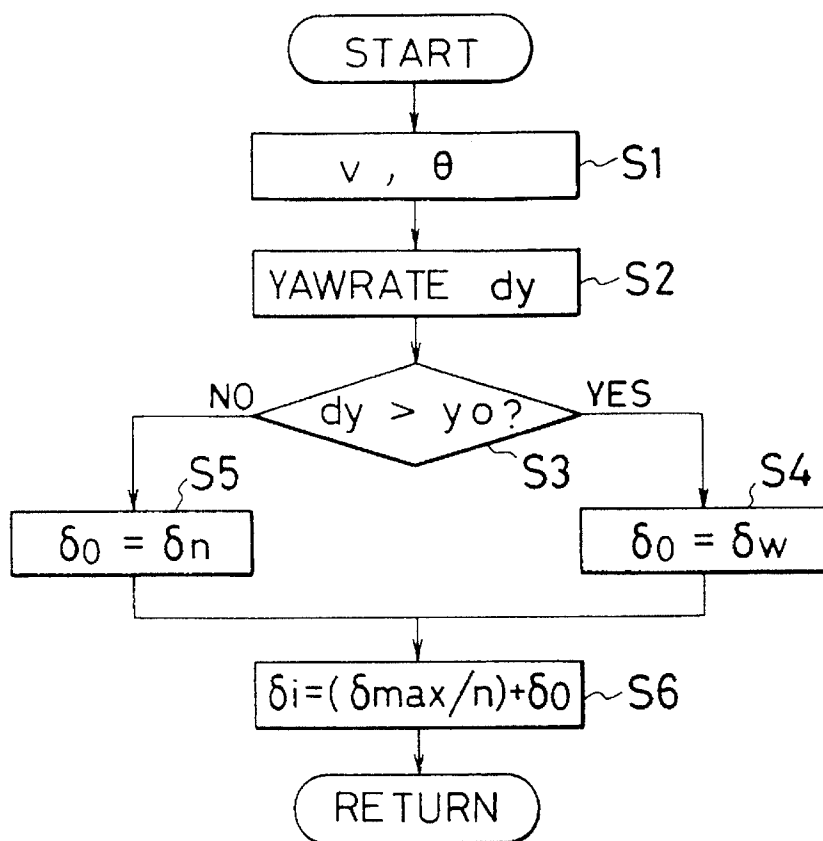 START
v , θ
S1
YAWRATE dy
S2
NO
dy > yo?
YES
S3
S5
S4
δ0 = δn
δ0 = δw
δi=(δmax/n)+δ0
S6
RETURN